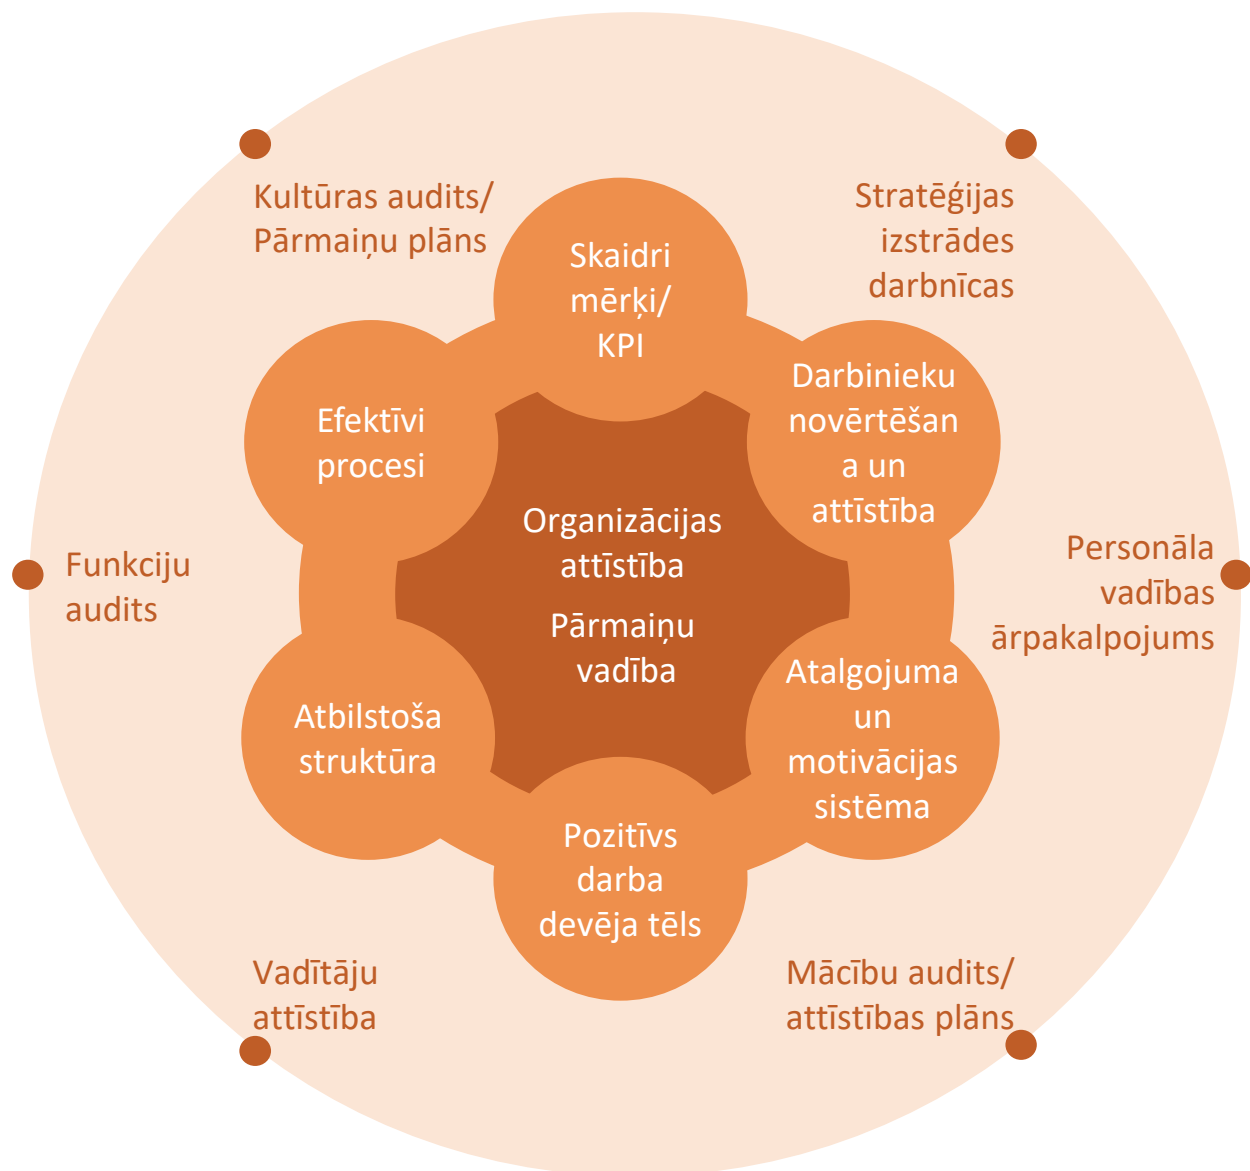 Kultūras audits/
Pārmaiņu plāns
Stratēģijas
izstrādes
darbnīcas
Skaidri
mērķi/
KPI
Efektīvi
procesi
Darbinieku
novērtēšan
a un
attīstība
Organizācijas
attīstība
Pārmaiņu
vadība
Funkciju
audits
Personāla
vadības
ārpakalpojums
Atbilstoša
struktūra
Atalgojuma
un
motivācijas
sistēma
Pozitīvs
darba
devēja tēls
Vadītāju
attīstība
Mācību audits/
attīstības plāns